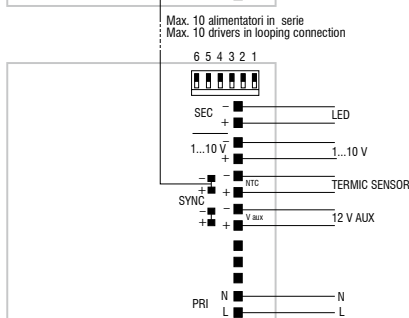 Max. 10 alimentatori in serie
Max. 10 drivers in looping connection
6 5 4 3 2 1
SEC
−
+
LED
1...10 V
−
+
1...10 V
−
+
NTC
TERMIC SENSOR
−
+
SYNC
−
+
−
+
V aux
12 V AUX
PRI
N
N
L
L